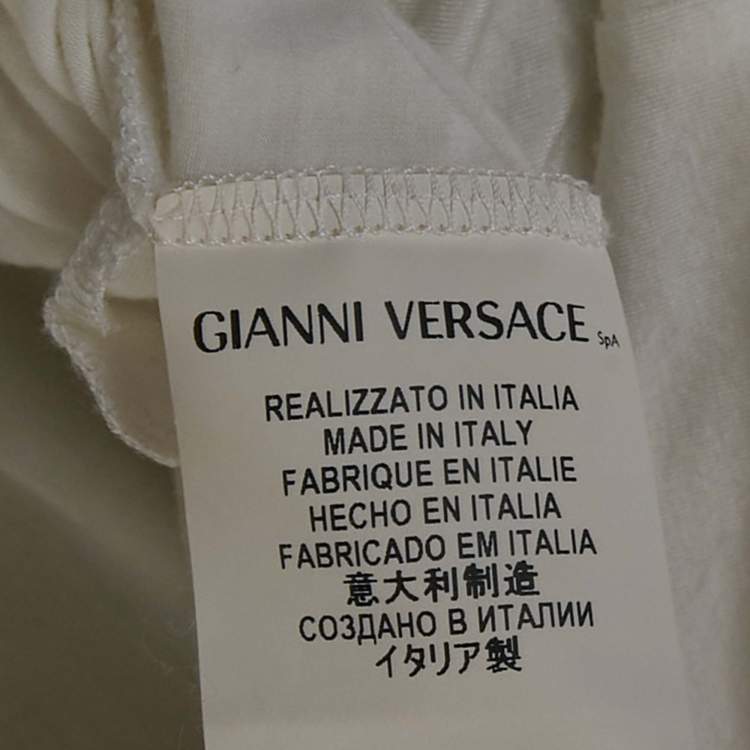 GIANNI VERSACE SpA
REALIZZATO IN ITALIA
MADE IN ITALY
FABRIQUE EN ITALIE
HECHO EN ITALIA
FABRICADO EM ITALIA
意大利制造
СОЗДАНО В ИТАЛИИ
イタリア製